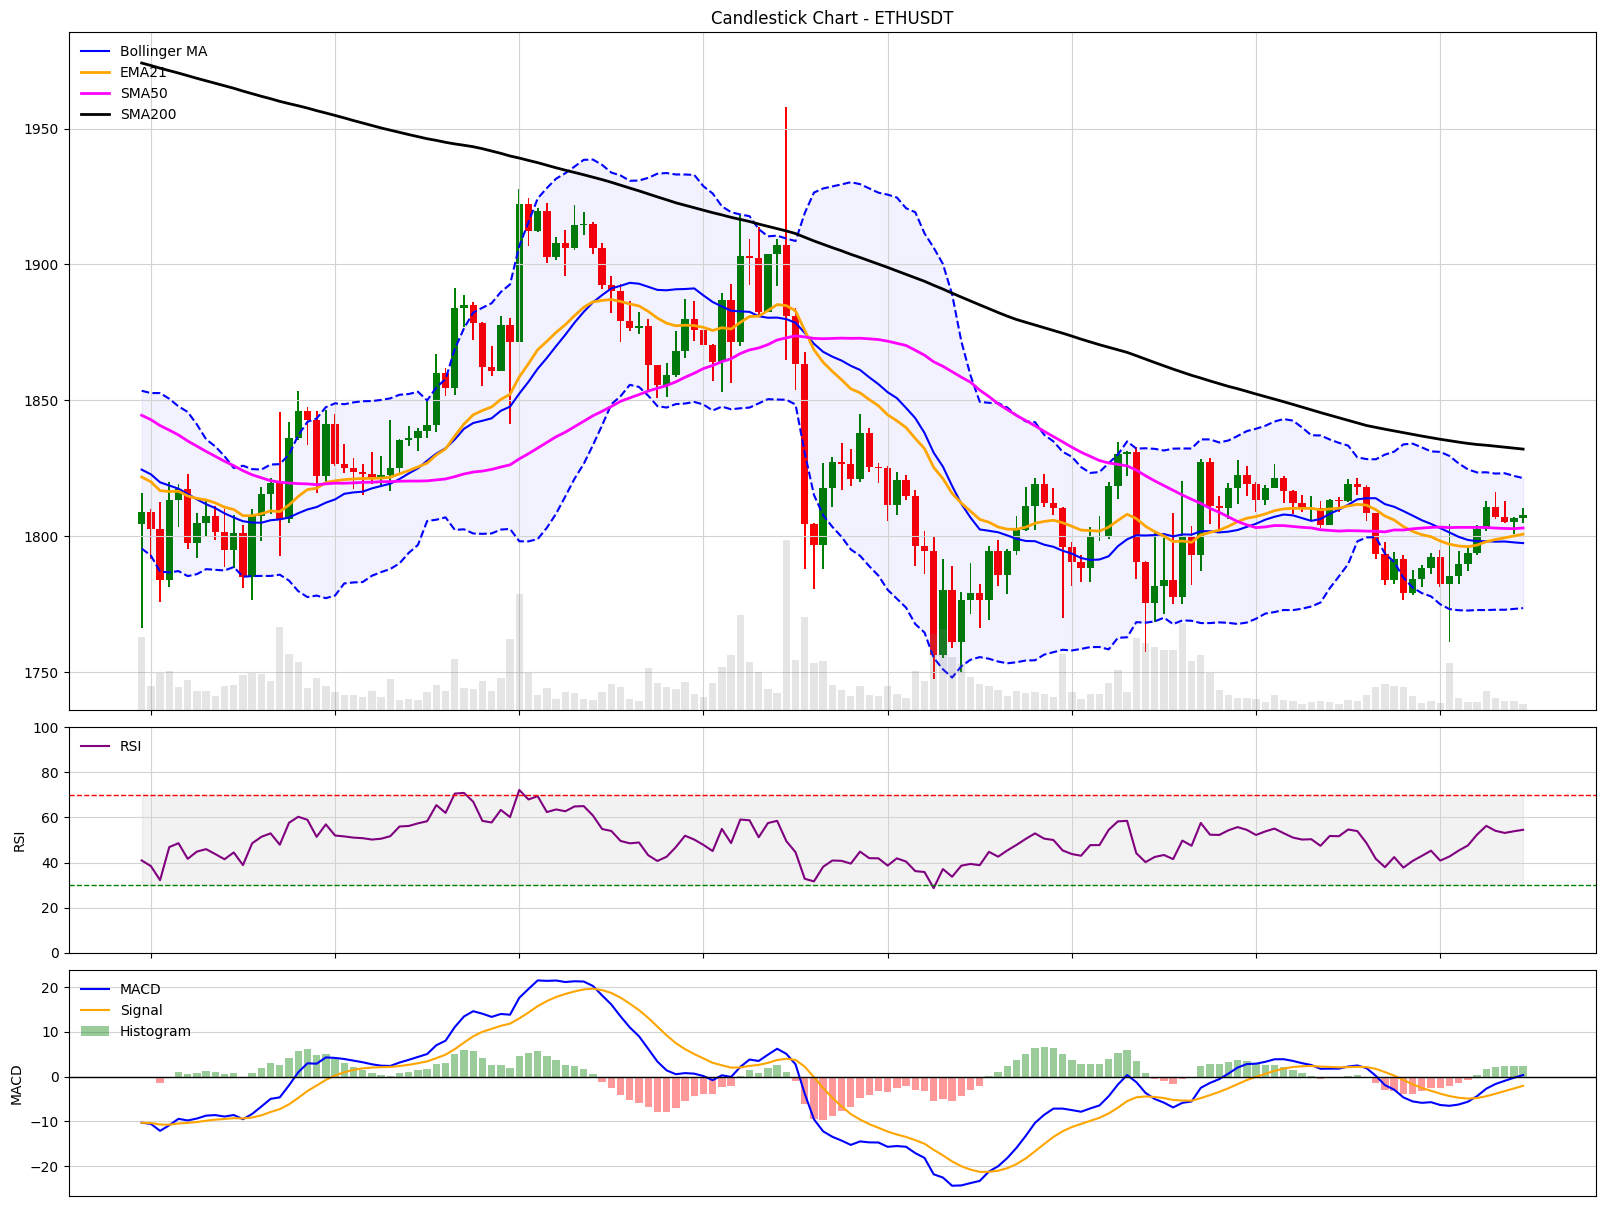 Candlestick Chart - ETHUSDT
Bollinger MA
EMA21
SMA50
SMA200
1950
1900
1850
1800
1750
100
80
60
40
20
0
RSI
RSI
20
10
0
−10
−20
MACD
MACD
Signal
Histogram